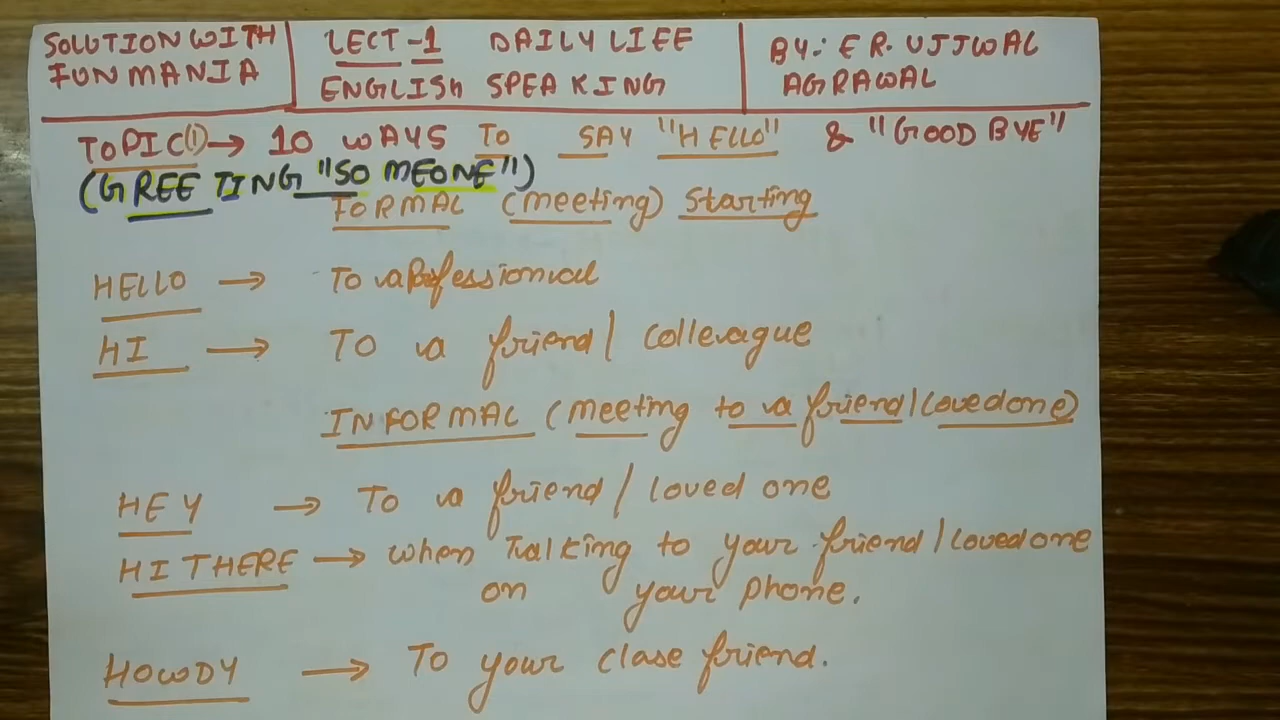 SOLUTION WITH
FUN MANIA
LECT-1 DAILY LIFE
ENGLISH SPEAKING
BY:- ER. UJJWAL
AGRAWAL
TOPIC(1)→ 10 WAYS TO SAY "HELLO" & "GOOD BYE"
(GREETING "SOMEONE")
FORMAL (meeting) Starting
HELLO → To a Professional
HI → To a friend/colleague
INFORMAL (meeting to a friend/loved one)
HEY → To a friend/loved one
HI THERE → when Talking to your friend/loved one
on your phone.
HOWDY → To your clase friend.